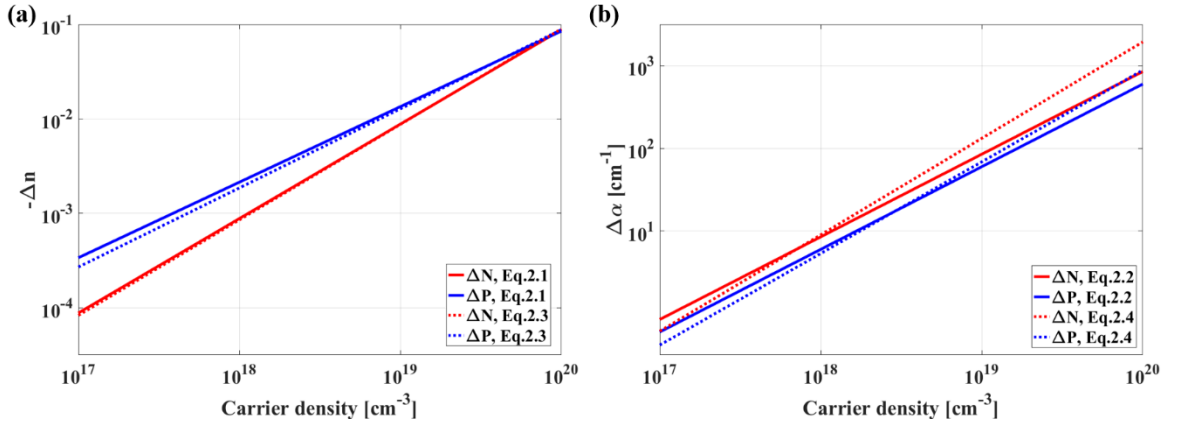 (a)
10^-1
10^-2
10^-3
10^-4
-Δn
ΔN, Eq.2.1
ΔP, Eq.2.1
ΔN, Eq.2.3
ΔP, Eq.2.3
10^17
10^18
10^19
10^20
Carrier density [cm^-3]
(b)
10^3
10^2
10^1
Δα [cm^-1]
ΔN, Eq.2.2
ΔP, Eq.2.2
ΔN, Eq.2.4
ΔP, Eq.2.4
10^17
10^18
10^19
10^20
Carrier density [cm^-3]